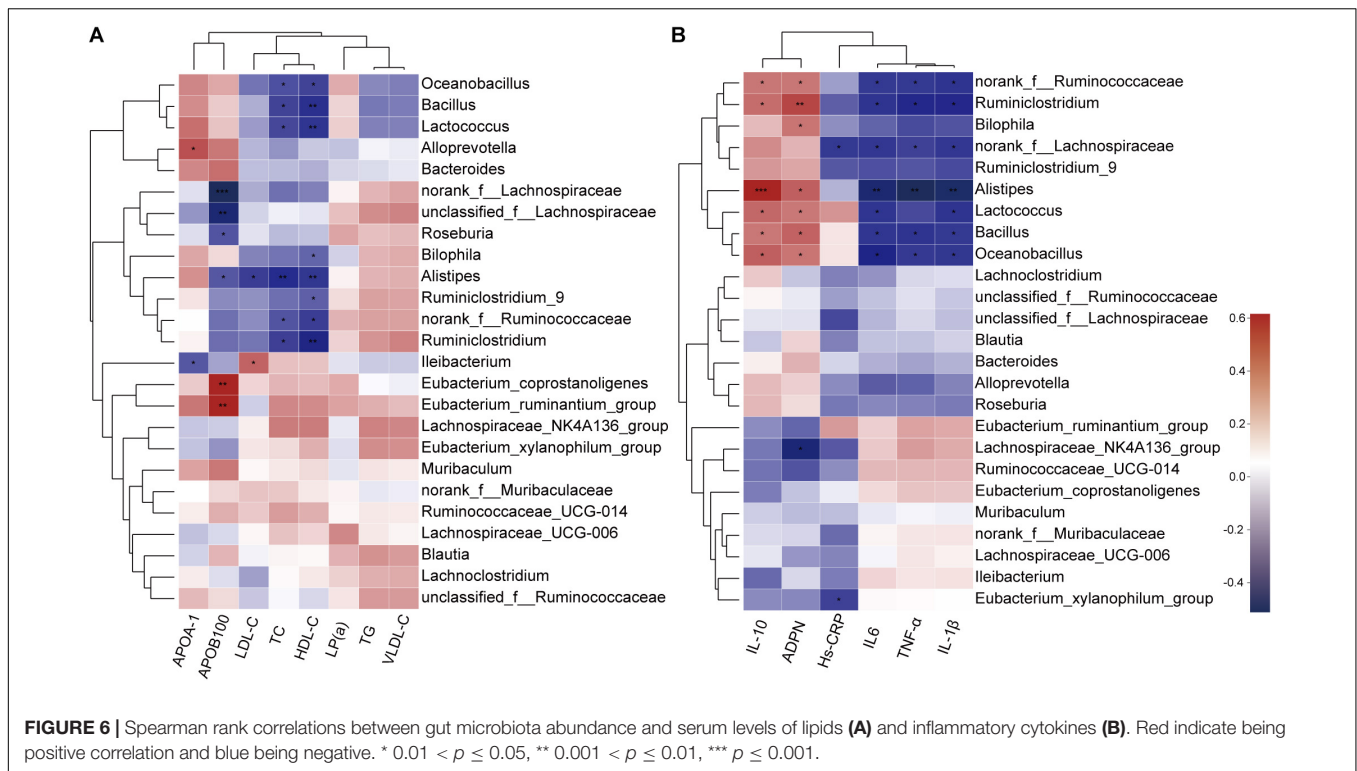 A
Oceanobacillus
* *
Bacillus
* **
Lactococcus
* **
Alloprevotella
*
Bacteroides
norank_f__Lachnospiraceae
***
unclassified_f__Lachnospiraceae
**
Roseburia
*
Bilophila
*
Alistipes
* * ** **
Ruminiclostridium_9
*
norank_f__Ruminococcaceae
* *
Ruminiclostridium
* **
Ileibacterium
* *
Eubacterium_coprostanoligenes
**
Eubacterium_ruminantium_group
**
Lachnospiraceae_NK4A136_group
Eubacterium_xylanophilum_group
Muribaculum
norank_f__Muribaculaceae
Ruminococcaceae_UCG-014
Lachnospiraceae_UCG-006
Blautia
Lachnoclostridium
unclassified_f__Ruminococcaceae
APOA-1
APOB100
LDL-C
TC
HDL-C
LP(a)
TG
VLDL-C
B
norank_f__Ruminococcaceae
* * * * *
Ruminiclostridium
* ** * * *
Bilophila
*
norank_f__Lachnospiraceae
* * * *
Ruminiclostridium_9
Alistipes
*** * ** ** **
Lactococcus
* * * *
Bacillus
* * * * *
Oceanobacillus
* * * * *
Lachnoclostridium
unclassified_f__Ruminococcaceae
unclassified_f__Lachnospiraceae
Blautia
Bacteroides
Alloprevotella
Roseburia
Eubacterium_ruminantium_group
Lachnospiraceae_NK4A136_group
*
Ruminococcaceae_UCG-014
Eubacterium_coprostanoligenes
Muribaculum
norank_f__Muribaculaceae
Lachnospiraceae_UCG-006
Ileibacterium
Eubacterium_xylanophilum_group
*
IL-10
ADPN
Hs-CRP
IL6
TNF-α
IL-1β
0.6
0.4
0.2
0.0
-0.2
-0.4
FIGURE 6 | Spearman rank correlations between gut microbiota abundance and serum levels of lipids (A) and inflammatory cytokines (B). Red indicate being
positive correlation and blue being negative. * 0.01 < p ≤ 0.05, ** 0.001 < p ≤ 0.01, *** p ≤ 0.001.